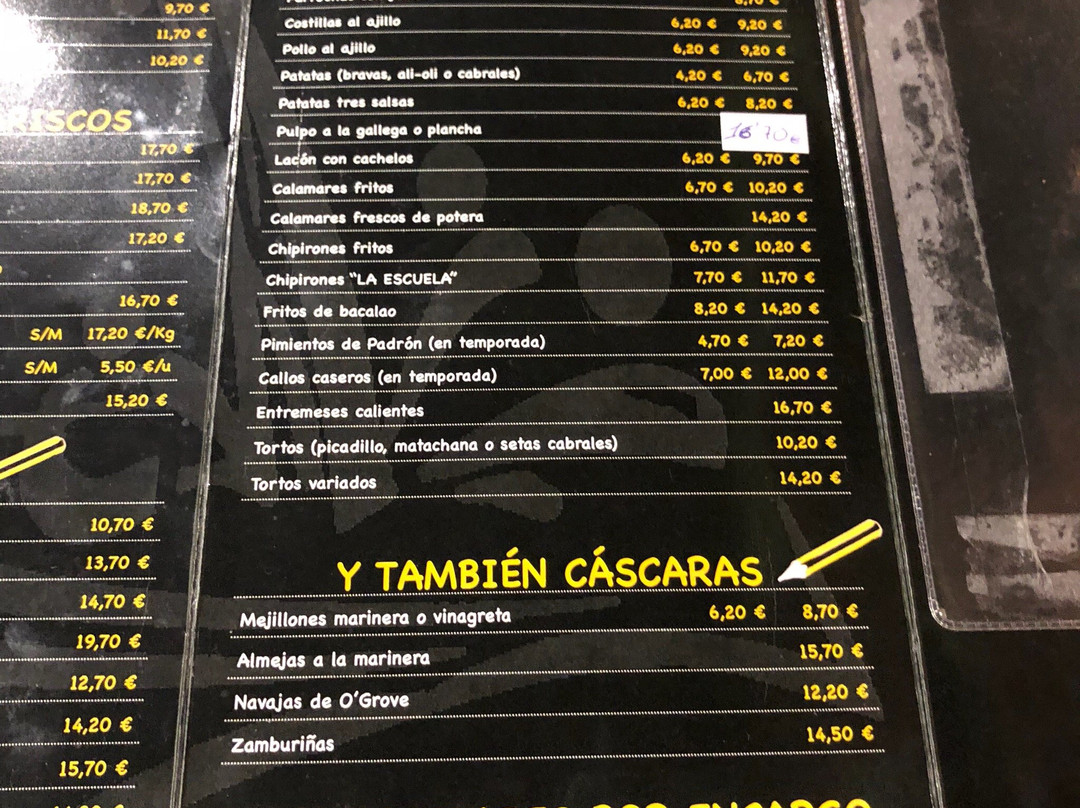 9,70 €
11,70 €
10,20 €
RISCOS
17,70 €
17,70 €
18,70 €
17,20 €
16,70 €
S/M 17,20 €/Kg
S/M 5,50 €/u
15,20 €
10,70 €
13,70 €
14,70 €
19,70 €
12,70 €
14,20 €
15,70 €
Costillas al ajillo 6,20 € 9,20 €
Pollo al ajillo 6,20 € 9,20 €
Patatas (bravas, ali-oli o cabrales) 4,20 € 6,70 €
Patatas tres salsas 6,20 € 8,20 €
Pulpo a la gallega o plancha 16'70€
Lacón con cachelos 6,20 € 9,70 €
Calamares fritos 6,70 € 10,20 €
Calamares frescos de potera 14,20 €
Chipirones fritos 6,70 € 10,20 €
Chipirones "LA ESCUELA" 7,70 € 11,70 €
Fritos de bacalao 8,20 € 14,20 €
Pimientos de Padrón (en temporada) 4,70 € 7,20 €
Callos caseros (en temporada) 7,00 € 12,00 €
Entremeses calientes 16,70 €
Tortos (picadillo, matachana o setas cabrales) 10,20 €
Tortos variados 14,20 €
Y TAMBIÉN CÁSCARAS
Mejillones marinera o vinagreta 6,20 € 8,70 €
Almejas a la marinera 15,70 €
Navajas de O'Grove 12,20 €
Zamburiñas 14,50 €
POR ENCARGO